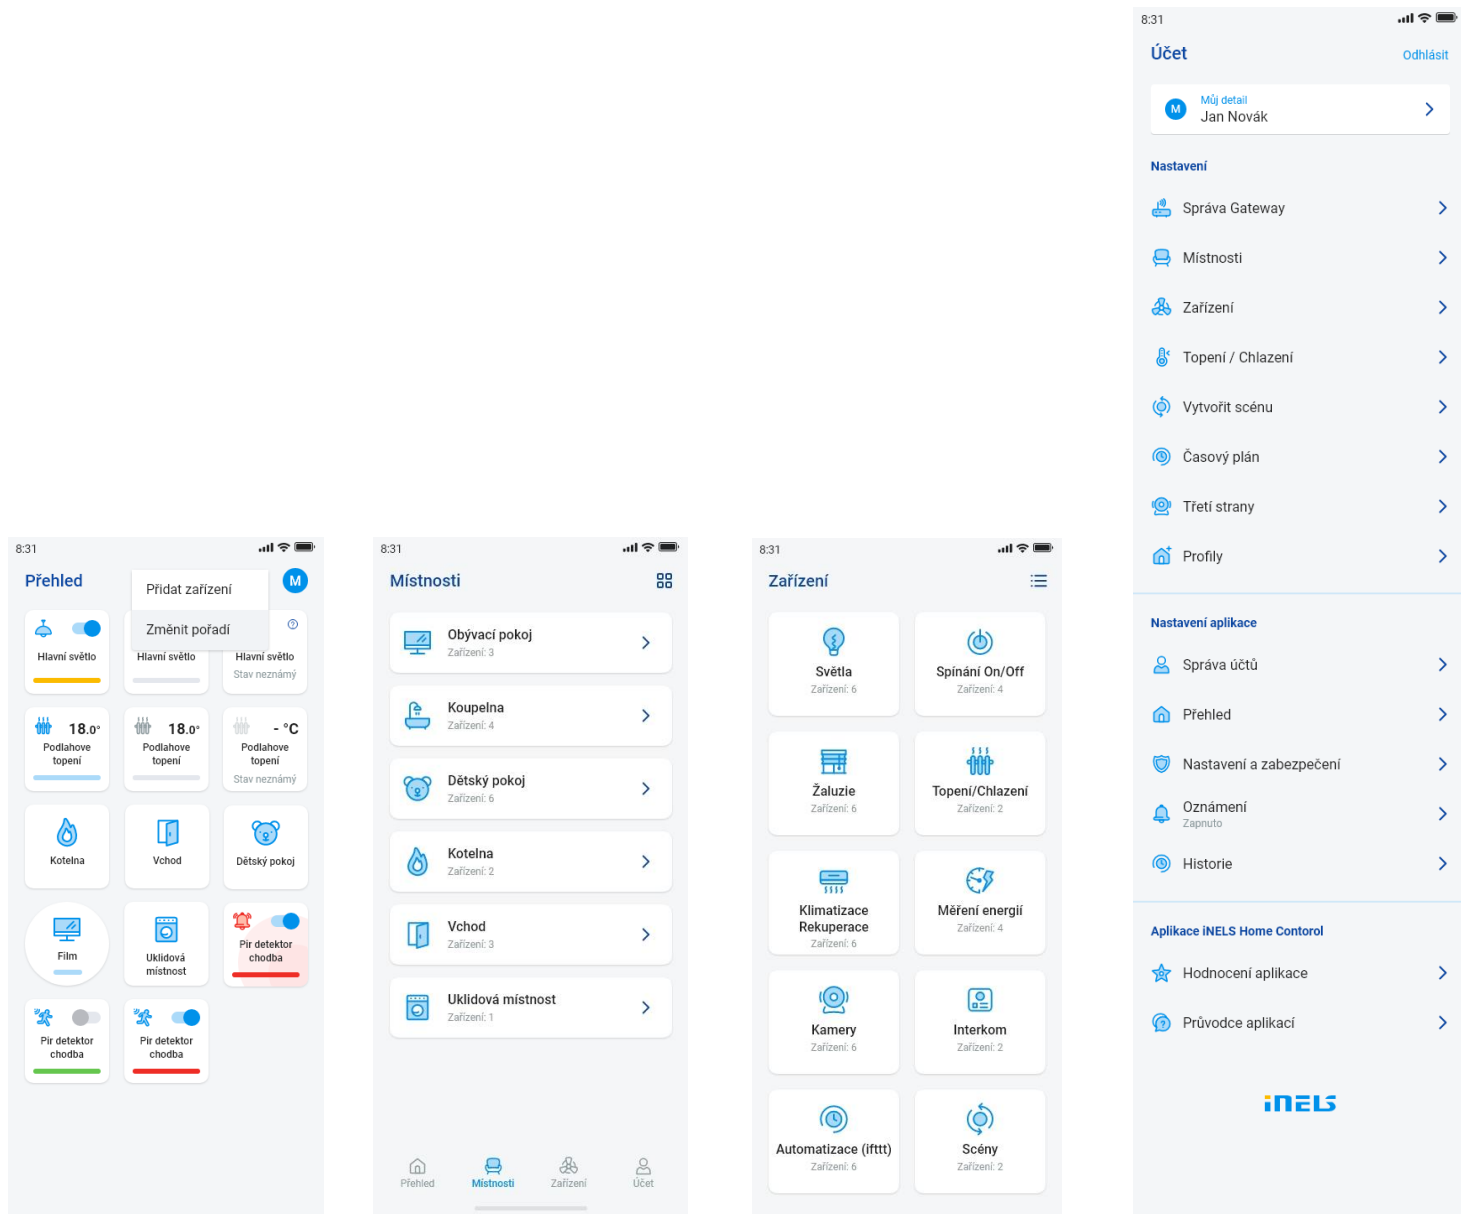 8:31
Přehled
M
Přidat zařízení
Změnit pořadí
Hlavní světlo
Hlavní světlo
Hlavní světlo
Stav neznámý
18.0°
Podlahove
topení
18.0°
Podlahove
topení
- °C
Podlahove
topení
Stav neznámý
Kotelna
Vchod
Dětský pokoj
Film
Uklidová
místnost
Pir detektor
chodba
Pir detektor
chodba
Pir detektor
chodba
8:31
Místnosti
Obývací pokoj
Zařízení: 3
Koupelna
Zařízení: 4
Dětský pokoj
Zařízení: 6
Kotelna
Zařízení: 2
Vchod
Zařízení: 3
Uklidová místnost
Zařízení: 1
Přehled
Místnosti
Zařízení
Účet
8:31
Zařízení
Světla
Zařízení: 6
Spínání On/Off
Zařízení: 4
Žaluzie
Zařízení: 6
Topení/Chlazení
Zařízení: 2
Klimatizace
Rekuperace
Zařízení: 6
Měření energií
Zařízení: 4
Kamery
Zařízení: 6
Interkom
Zařízení: 2
Automatizace (ifttt)
Zařízení: 6
Scény
Zařízení: 2
8:31
Účet
Odhlásit
M
Můj detail
Jan Novák
Nastavení
Správa Gateway
Místnosti
Zařízení
Topení / Chlazení
Vytvořit scénu
Časový plán
Třetí strany
Profily
Nastavení aplikace
Správa účtů
Přehled
Nastavení a zabezpečení
Oznámení
Zapnuto
Historie
Aplikace iNELS Home Contorol
Hodnocení aplikace
Průvodce aplikací
iNELS